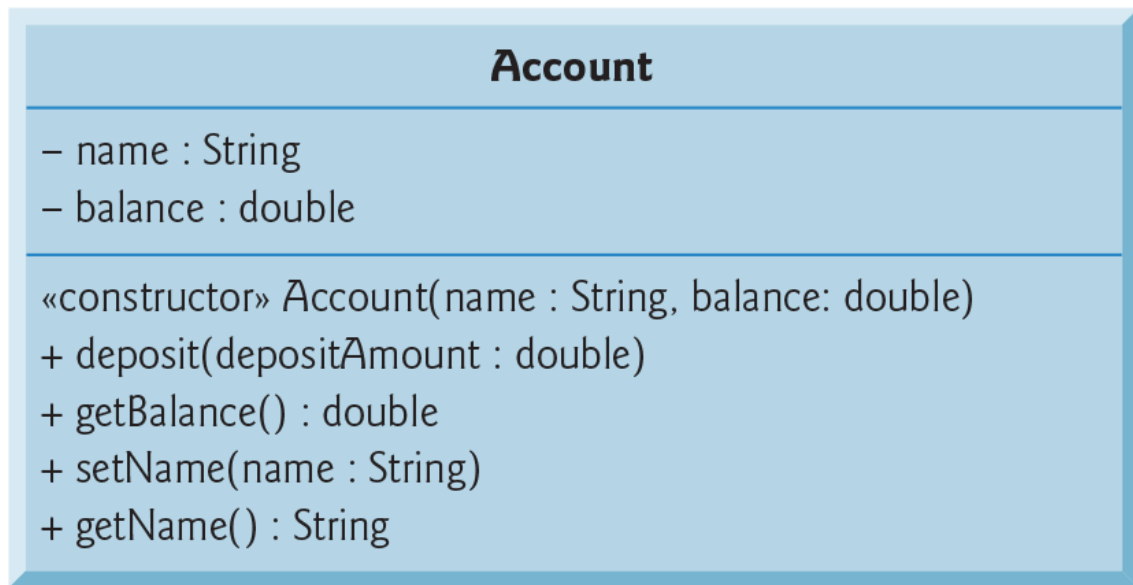 Account
– name : String
– balance : double
«constructor» Account(name : String, balance: double)
+ deposit(depositAmount : double)
+ getBalance() : double
+ setName(name : String)
+ getName() : String